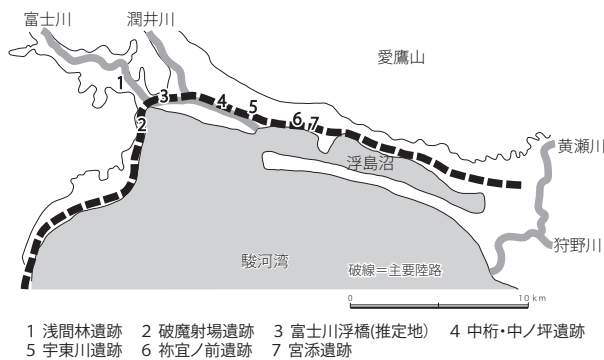 富士川
潤井川
愛鷹山
1
3
4
5
6
7
2
黄瀬川
浮島沼
狩野川
駿河湾
破線=主要陸路
0 10 km
1 浅間林遺跡 2 破魔射場遺跡 3 富士川浮橋(推定地) 4 中桁・中ノ坪遺跡
5 宇東川遺跡 6 祢宜ノ前遺跡 7 宮添遺跡